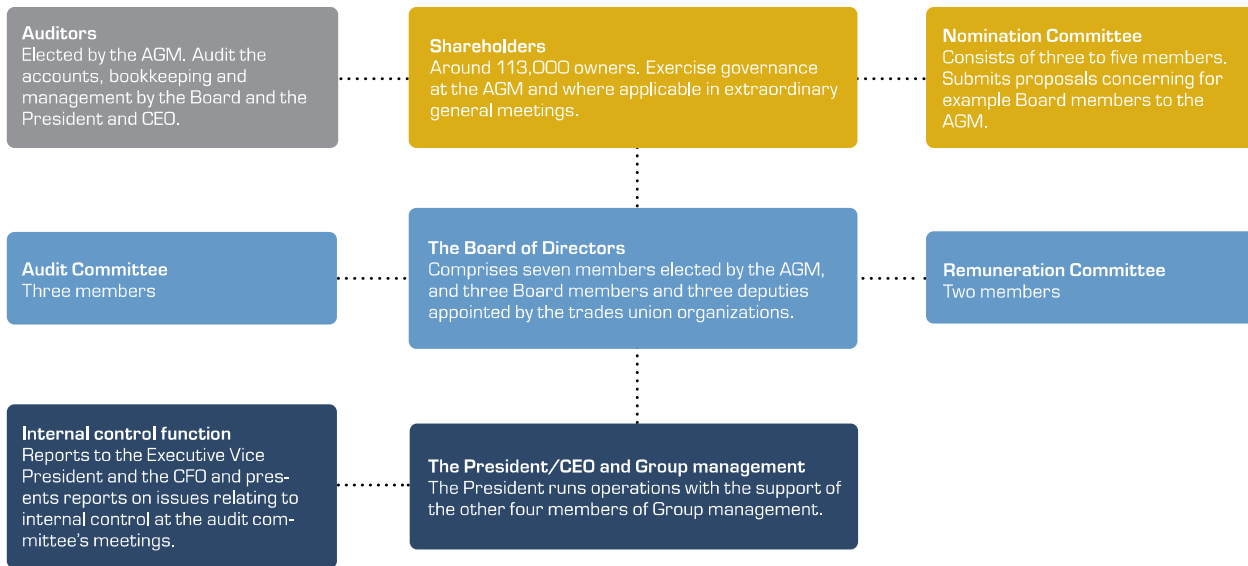 Auditors
Elected by the AGM. Audit the
accounts, bookkeeping and
management by the Board and the
President and CEO.
Shareholders
Around 113,000 owners. Exercise governance
at the AGM and where applicable in extraordinary
general meetings.
Nomination Committee
Consists of three to five members.
Submits proposals concerning for
example Board members to the
AGM.
Audit Committee
Three members
The Board of Directors
Comprises seven members elected by the AGM,
and three Board members and three deputies
appointed by the trades union organizations.
Remuneration Committee
Two members
Internal control function
Reports to the Executive Vice
President and the CFO and pres-
ents reports on issues relating to
internal control at the audit com-
mittee's meetings.
The President/CEO and Group management
The President runs operations with the support of
the other four members of Group management.